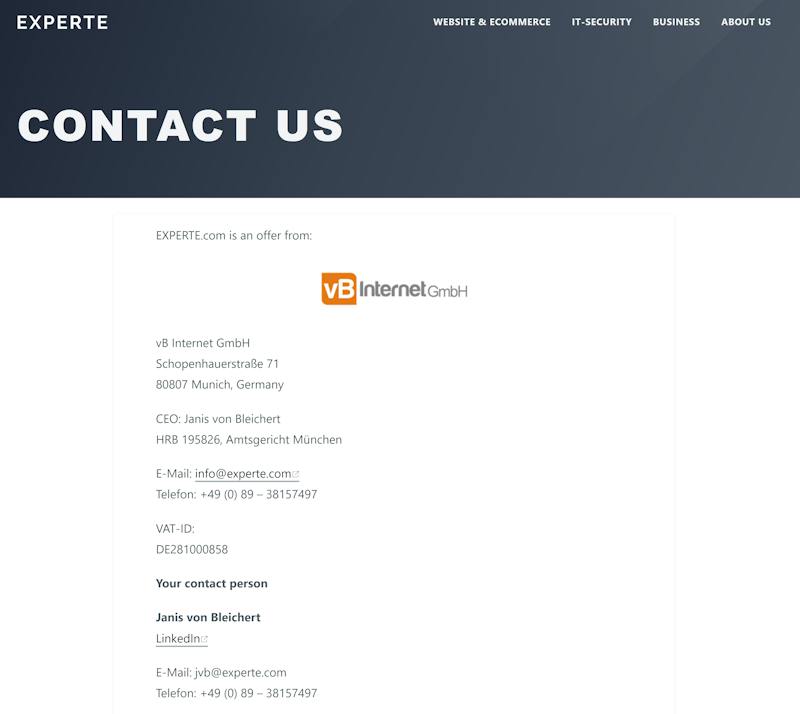 EXPERTE
WEBSITE & ECOMMERCE IT-SECURITY BUSINESS ABOUT US
CONTACT US
EXPERTE.com is an offer from:
vB Internet GmbH
vB Internet GmbH
Schopenhauerstraße 71
80807 Munich, Germany
CEO: Janis von Bleichert
HRB 195826, Amtsgericht München
E-Mail: info@experte.com
Telefon: +49 (0) 89 – 38157497
VAT-ID:
DE281000858
Your contact person
Janis von Bleichert
LinkedIn
E-Mail: jvb@experte.com
Telefon: +49 (0) 89 – 38157497